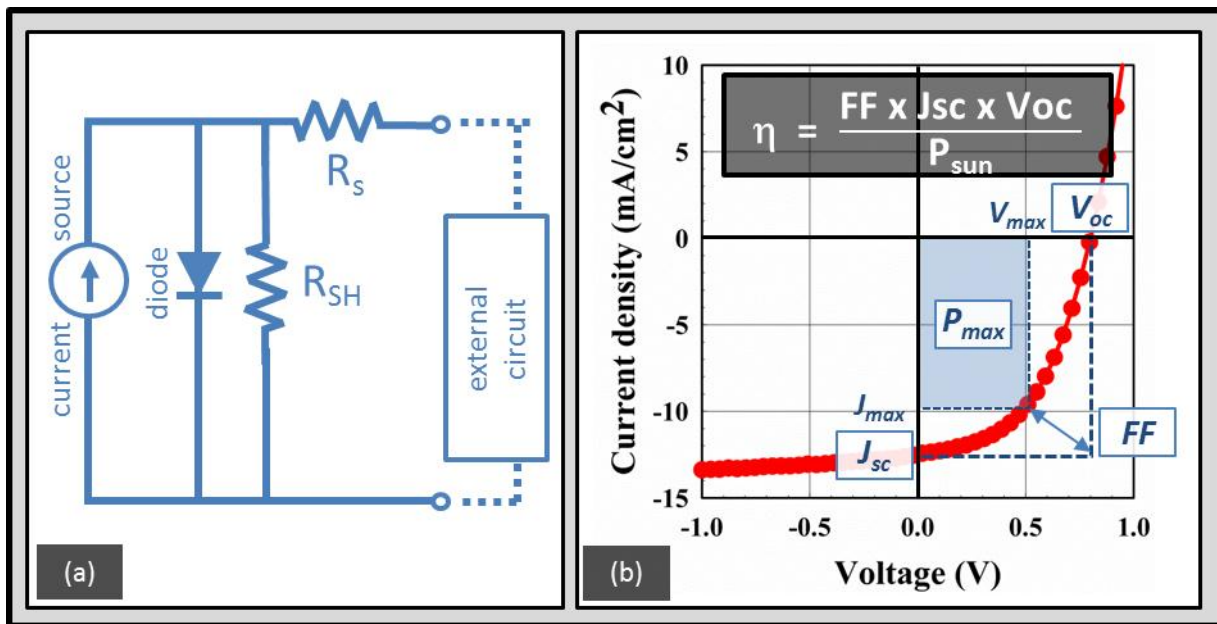 source
current
diode
R_SH
R_s
external
circuit
(a)
η = FF x Jsc x Voc
P_sun
Current density (mA/cm²)
10
5
0
-5
-10
-15
V_max
V_oc
P_max
J_max
J_sc
FF
-1.0
-0.5
0.0
0.5
1.0
Voltage (V)
(b)